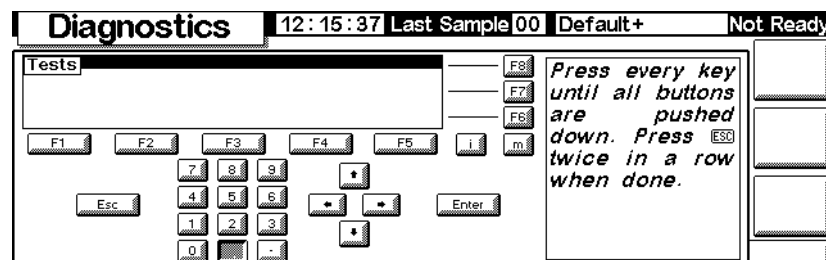 Diagnostics 12:15:37 Last Sample 00 Default+ Not Ready
Tests
F8
F7
F6
F1 F2 F3 F4 F5 i m
7 8 9
4 5 6
1 2 3
0 -
Esc
Enter
Press every key
until all buttons
are pushed
down. Press ESC
twice in a row
when done.